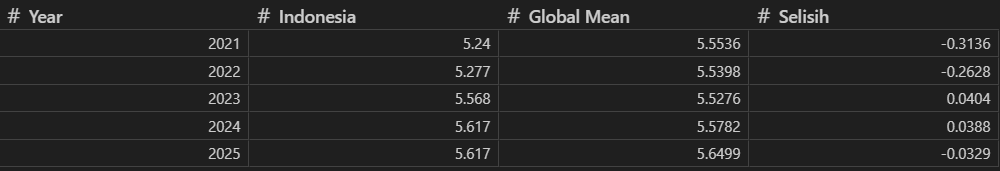 # Year # Indonesia # Global Mean # Selisih
2021 5.24 5.5536 -0.3136
2022 5.277 5.5398 -0.2628
2023 5.568 5.5276 0.0404
2024 5.617 5.5782 0.0388
2025 5.617 5.6499 -0.0329